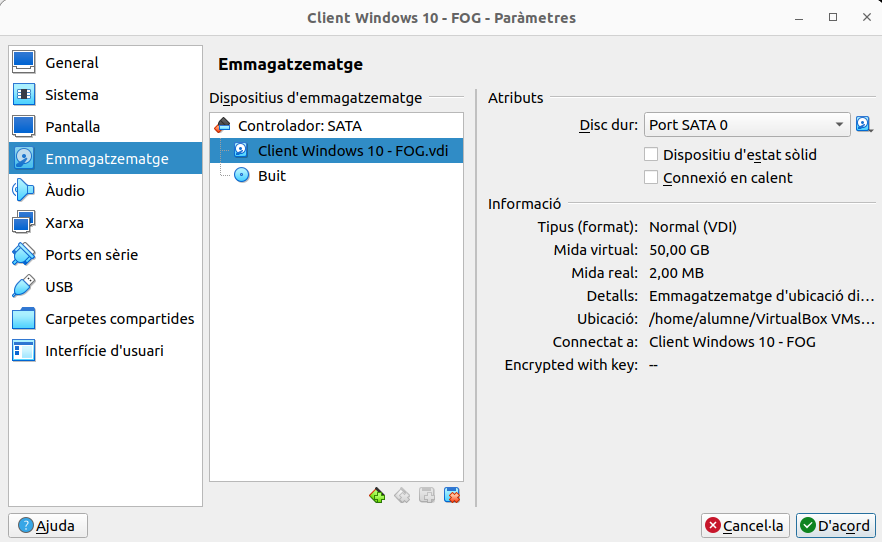 Client Windows 10 - FOG - Paràmetres
General
Sistema
Pantalla
Emmagatzematge
Àudio
Xarxa
Ports en sèrie
USB
Carpetes compartides
Interfície d'usuari
Emmagatzematge
Dispositius d'emmagatzematge
Controlador: SATA
Client Windows 10 - FOG.vdi
Buit
Atributs
Disc dur: Port SATA 0
Dispositiu d'estat sòlid
Connexió en calent
Informació
Tipus (format): Normal (VDI)
Mida virtual: 50,00 GB
Mida real: 2,00 MB
Detalls: Emmagatzematge d'ubicació di...
Ubicació: /home/alumne/VirtualBox VMs...
Connectat a: Client Windows 10 - FOG
Encrypted with key: --
Ajuda
Cancel·la
D'acord